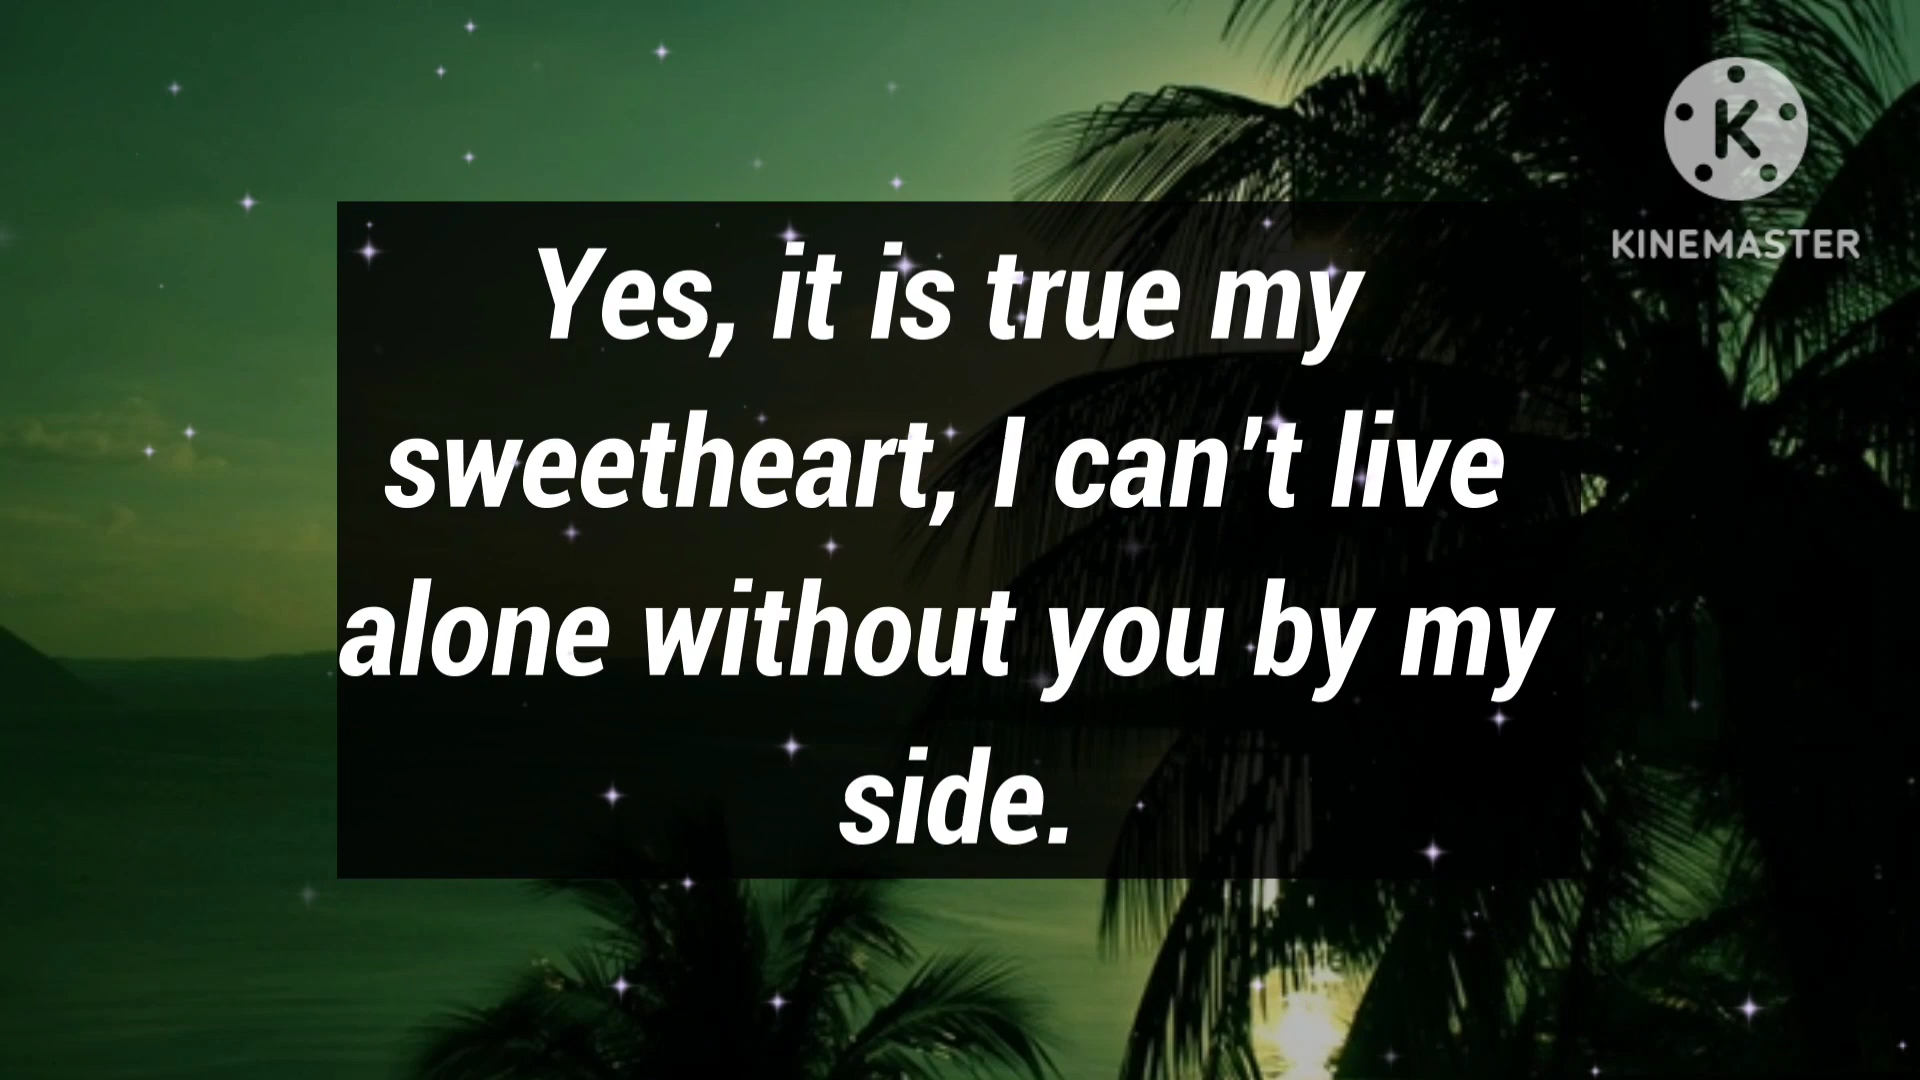 K
KINEMASTER
Yes, it is true my
sweetheart, I can't live
alone without you by my
side.